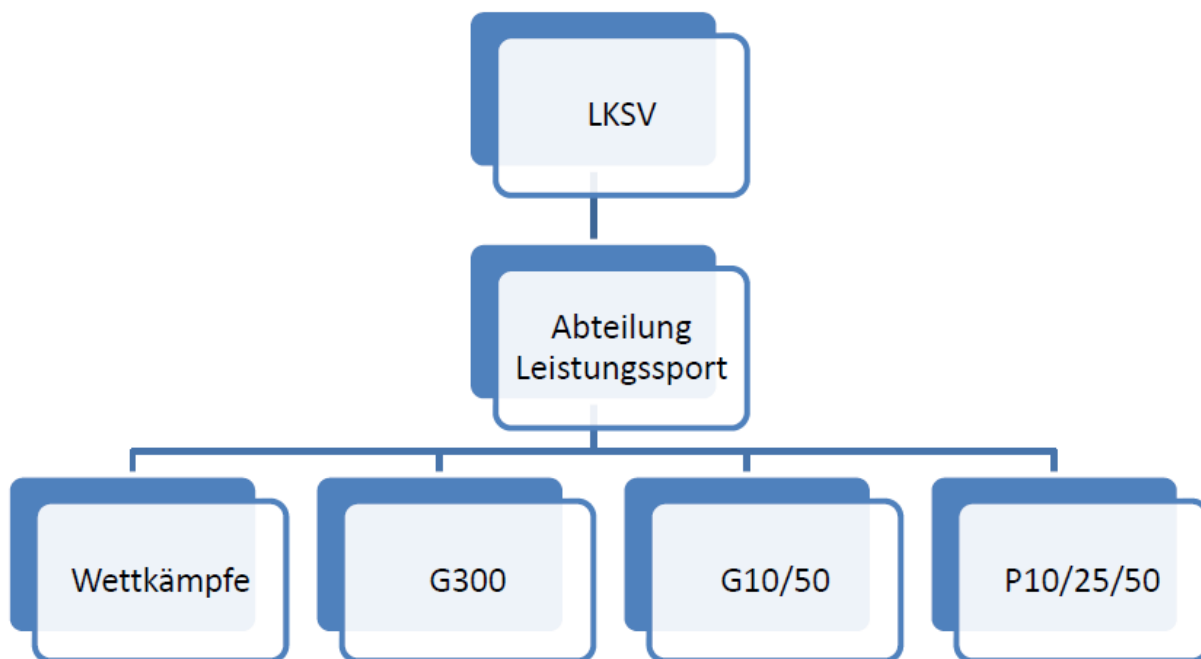 LKSV
Abteilung
Leistungssport
Wettkämpfe
G300
G10/50
P10/25/50